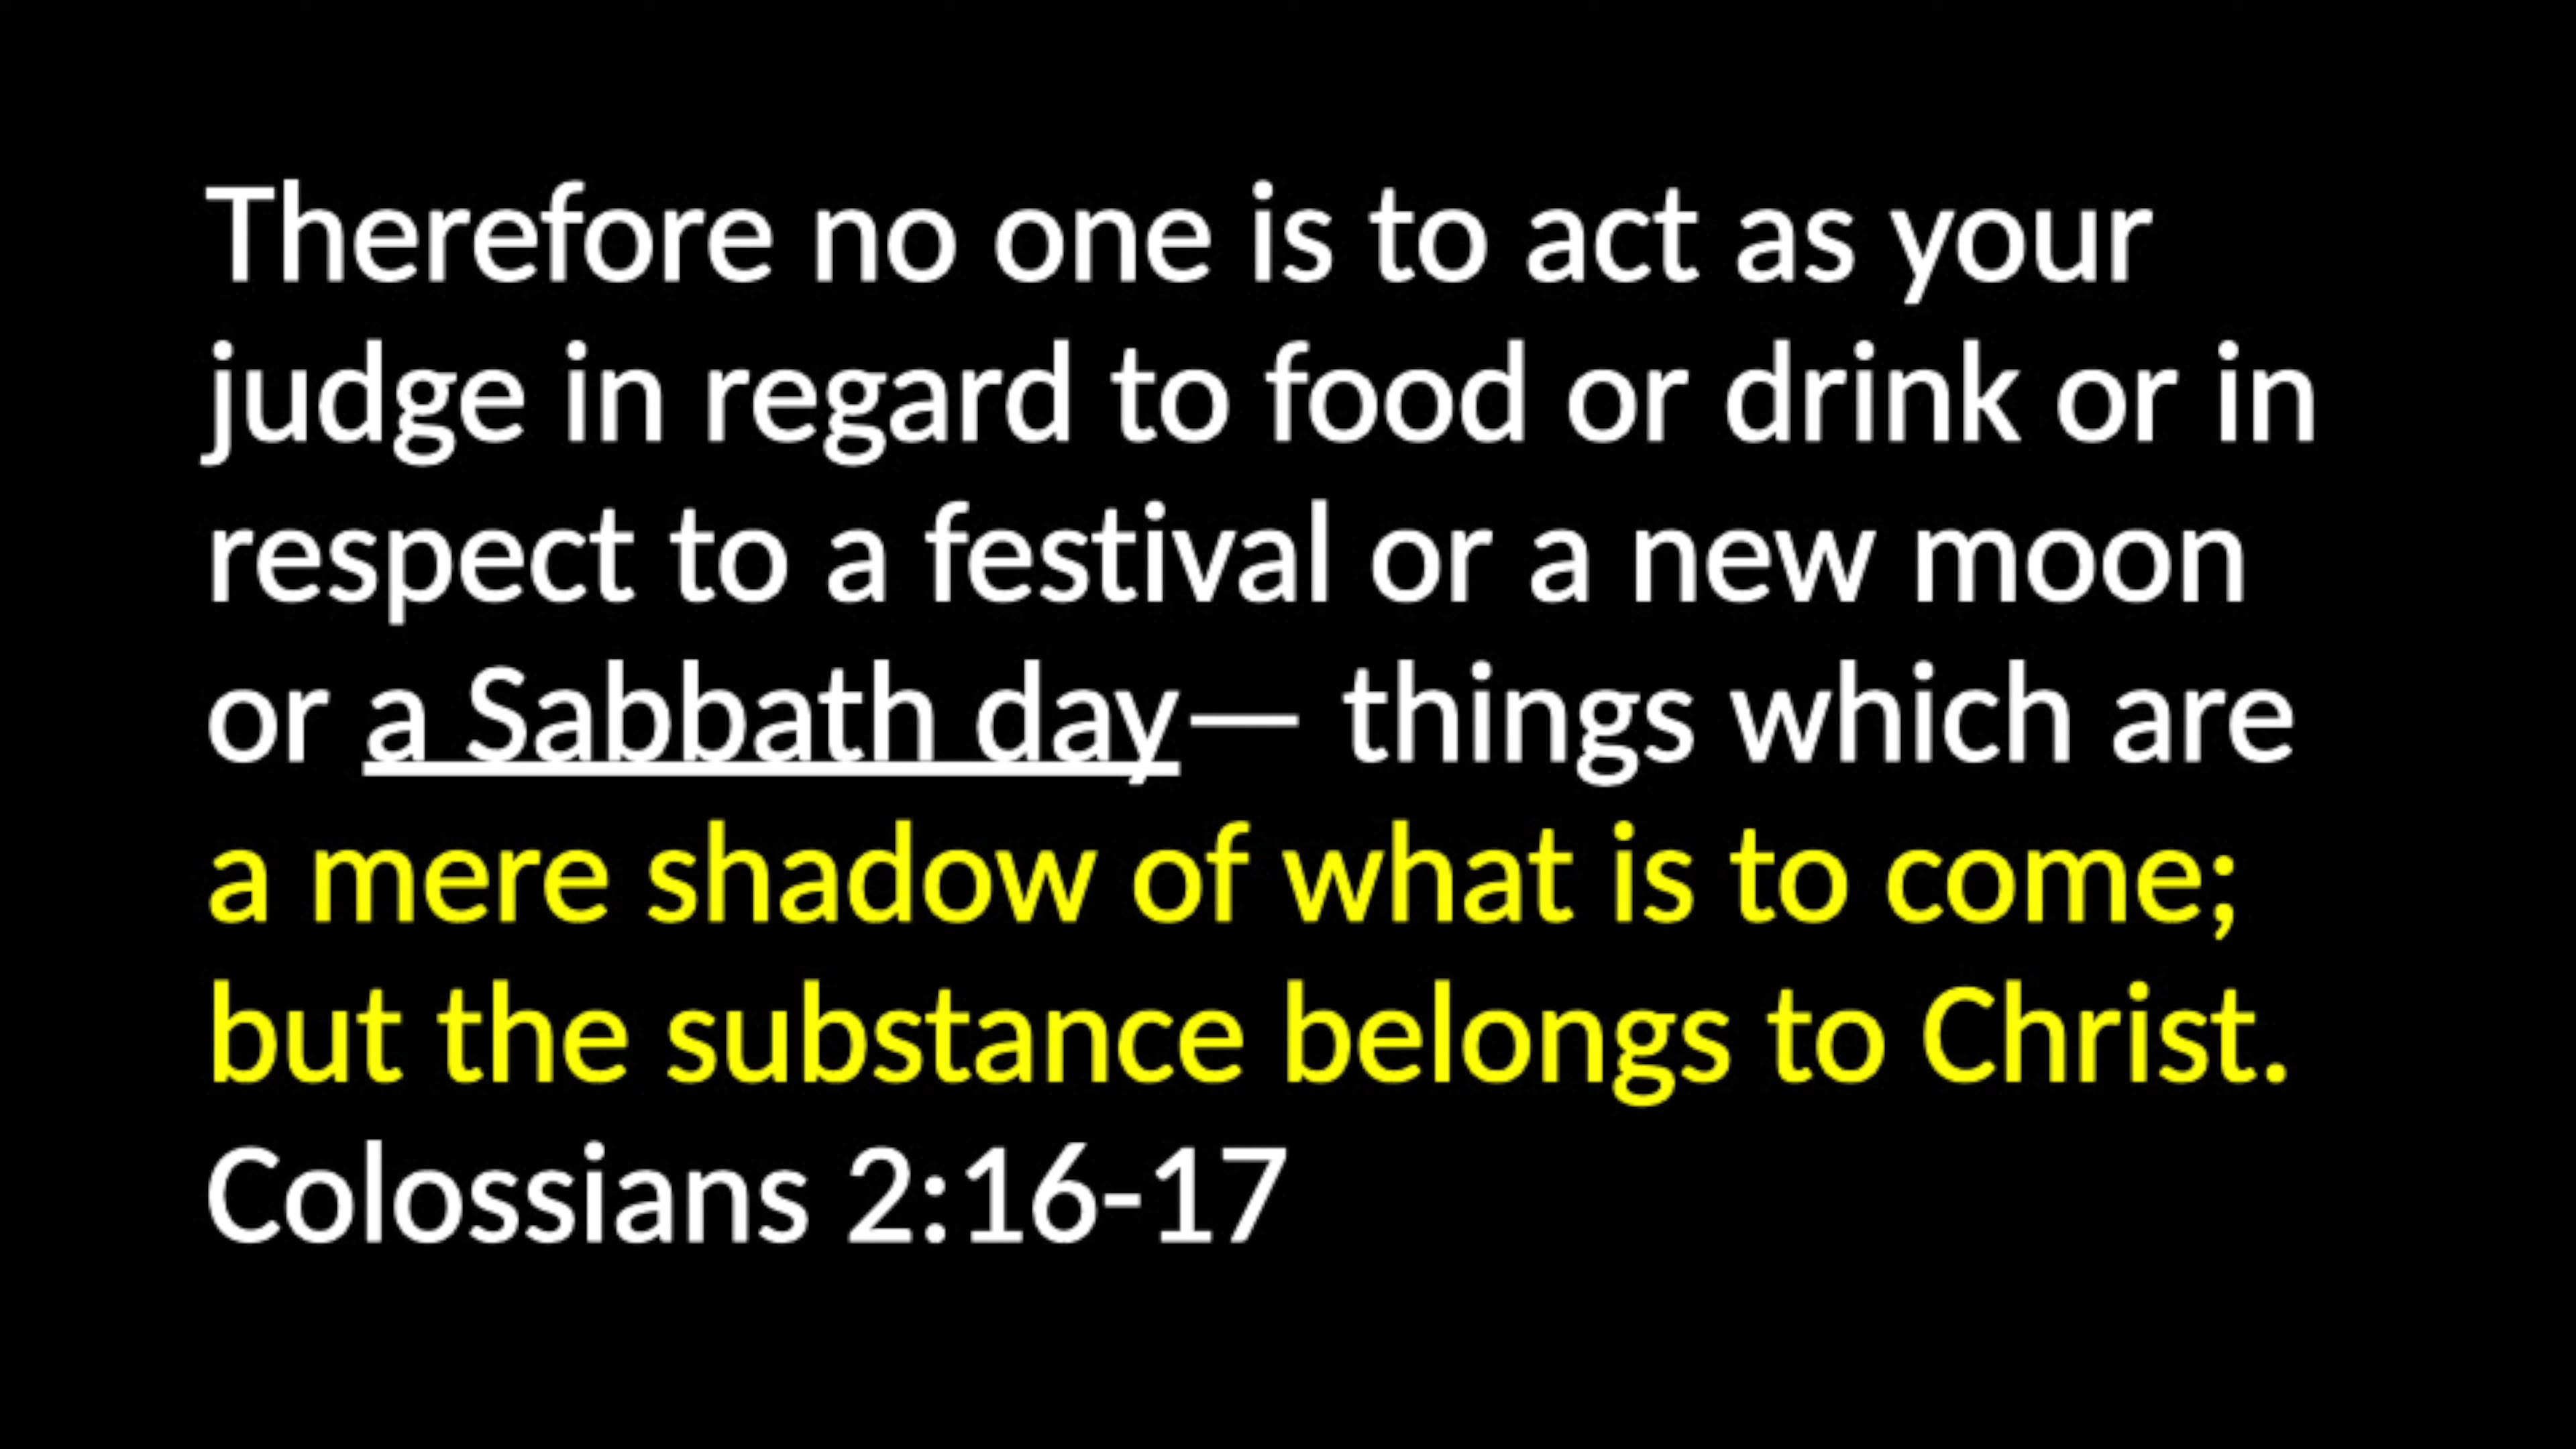 Therefore no one is to act as your
judge in regard to food or drink or in
respect to a festival or a new moon
or a Sabbath day— things which are
a mere shadow of what is to come;
but the substance belongs to Christ.
Colossians 2:16-17